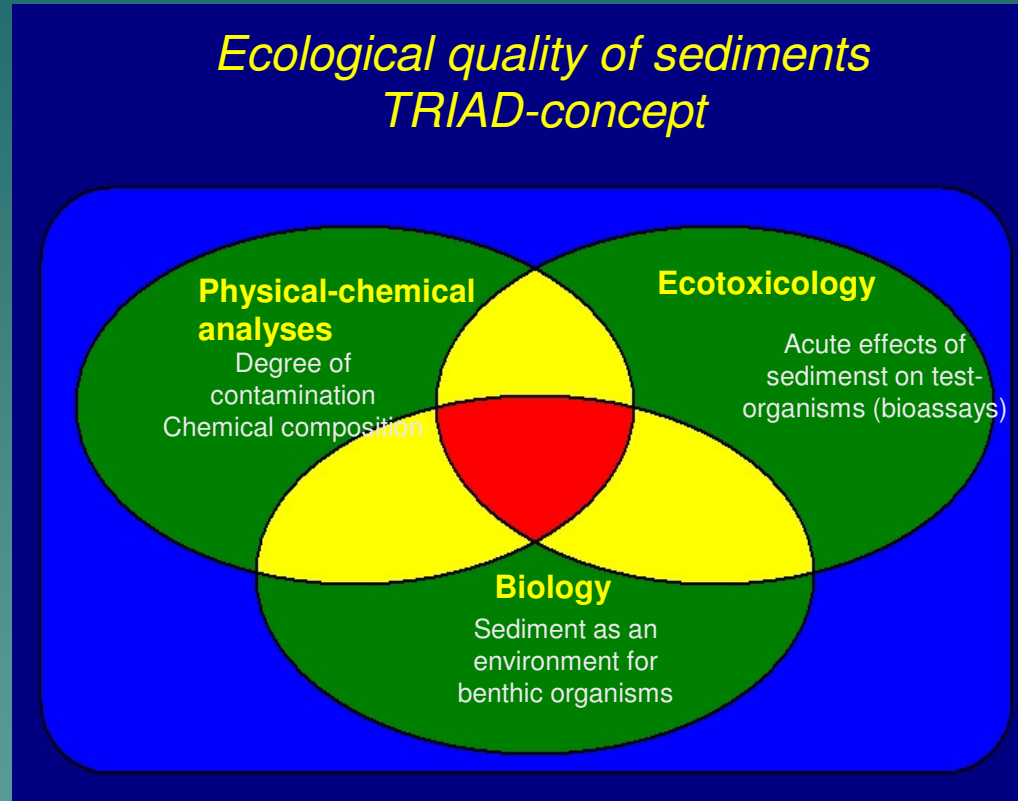 Ecological quality of sediments
TRIAD-concept
Physical-chemical
analyses
Degree of
contamination
Chemical composition
Ecotoxicology
Acute effects of
sedimenst on test-
organisms (bioassays)
Biology
Sediment as an
environment for
benthic organisms